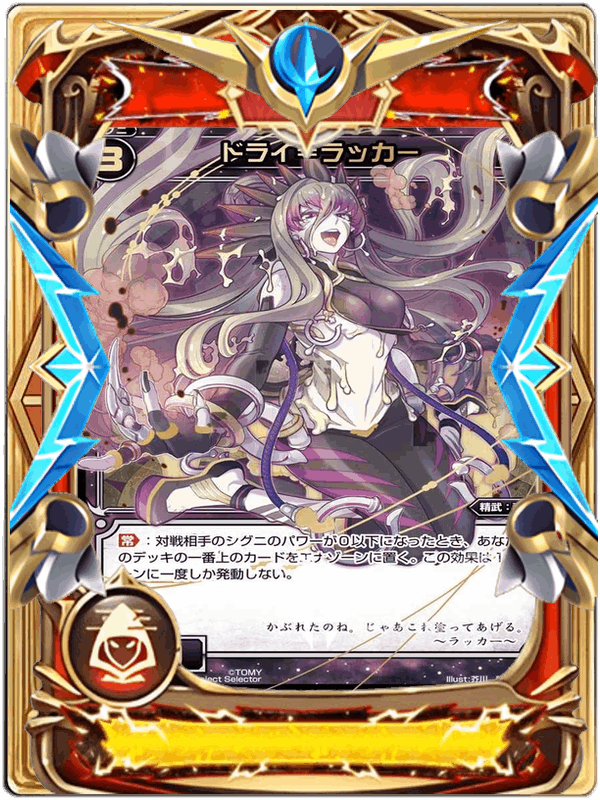 3
ドライ＝ラッカー
精武：
常：対戦相手のシグニのパワーが０以下になったとき、あな
のデッキの一番上のカードをエナゾーンに置く。この効果は１
ンに一度しか発動しない。
かぶれたのね。じゃあこれ塗ってあげる。
～ラッカー～
©TOMY
ject Selector
Illust:芥川